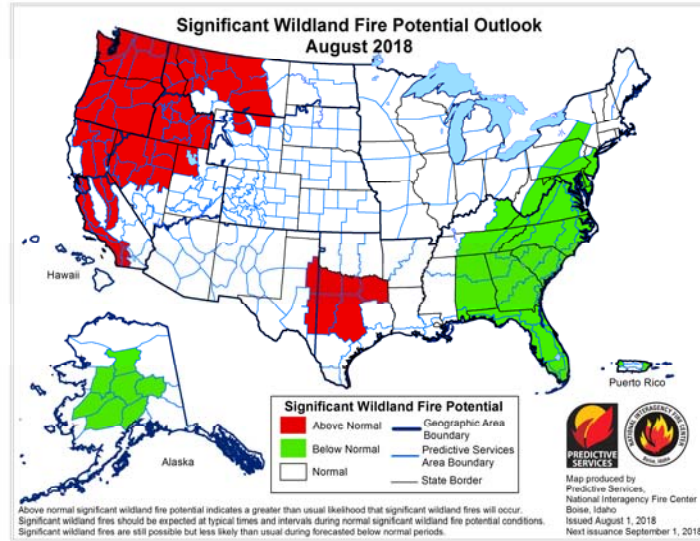 Significant Wildland Fire Potential Outlook
August 2018
Hawaii
Puerto Rico
Alaska
Significant Wildland Fire Potential
Above Normal
Below Normal
Normal
Geographic Area
Boundary
Predictive Services
Area Boundary
State Border
PREDICTIVE
SERVICES
NATIONAL INTERAGENCY FIRE CENTER
Boise, Idaho
Map produced by
Predictive Services,
National Interagency Fire Center
Boise, Idaho
Issued August 1, 2018
Next issuance September 1, 2018
Above normal significant wildland fire potential indicates a greater than usual likelihood that significant wildland fires will occur.
Significant wildland fires should be expected at typical times and intervals during normal significant wildland fire potential conditions.
Significant wildland fires are still possible but less likely than usual during forecasted below normal periods.